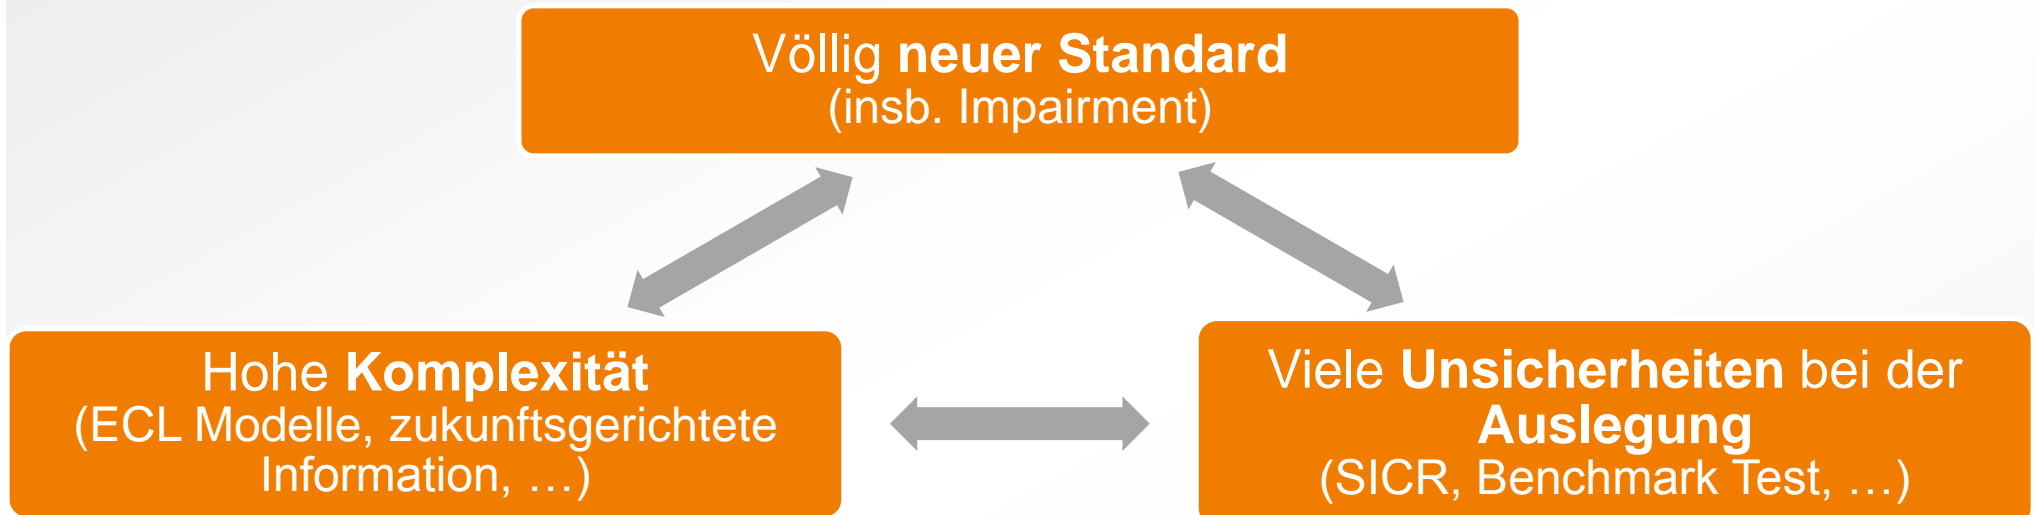 Völlig neuer Standard
(insb. Impairment)
Hohe Komplexität
(ECL Modelle, zukunftsgerichtete
Information, …)
Viele Unsicherheiten bei der
Auslegung
(SICR, Benchmark Test, …)